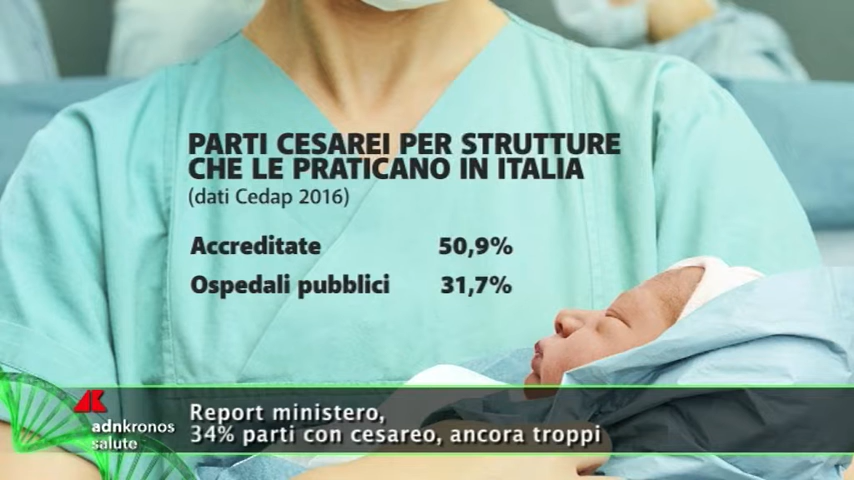 PARTI CESAREI PER STRUTTURE
CHE LE PRATICANO IN ITALIA
(dati Cedap 2016)
Accreditate 50,9%
Ospedali pubblici 31,7%
Report ministero,
34% parti con cesareo, ancora troppi
adnkronos
salute